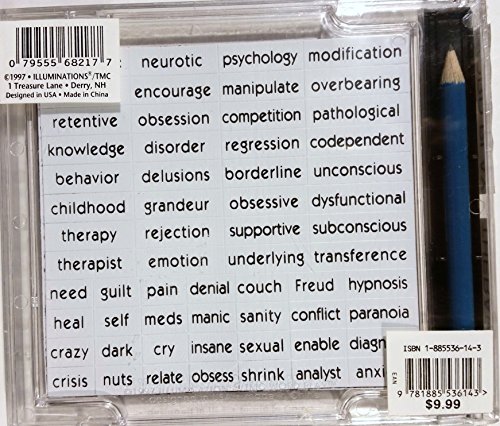 0 79555 68217 7
©1997 • ILLUMINATIONS®/TMC
1 Treasure Lane • Derry, NH
Designed in USA • Made in China
neurotic psychology modification
encourage manipulate overbearing
retentive obsession competition pathological
knowledge disorder regression codependent
behavior delusions borderline unconscious
childhood grandeur obsessive dysfunctional
therapy rejection supportive subconscious
therapist emotion underlying transference
need guilt pain denial couch Freud hypnosis
heal self meds manic sanity conflict paranoia
crazy dark cry insane sexual enable diagn
crisis nuts relate obsess shrink analyst anxi
ISBN 1-885536-14-3
EAN
9 781885 536143 >
$9.99